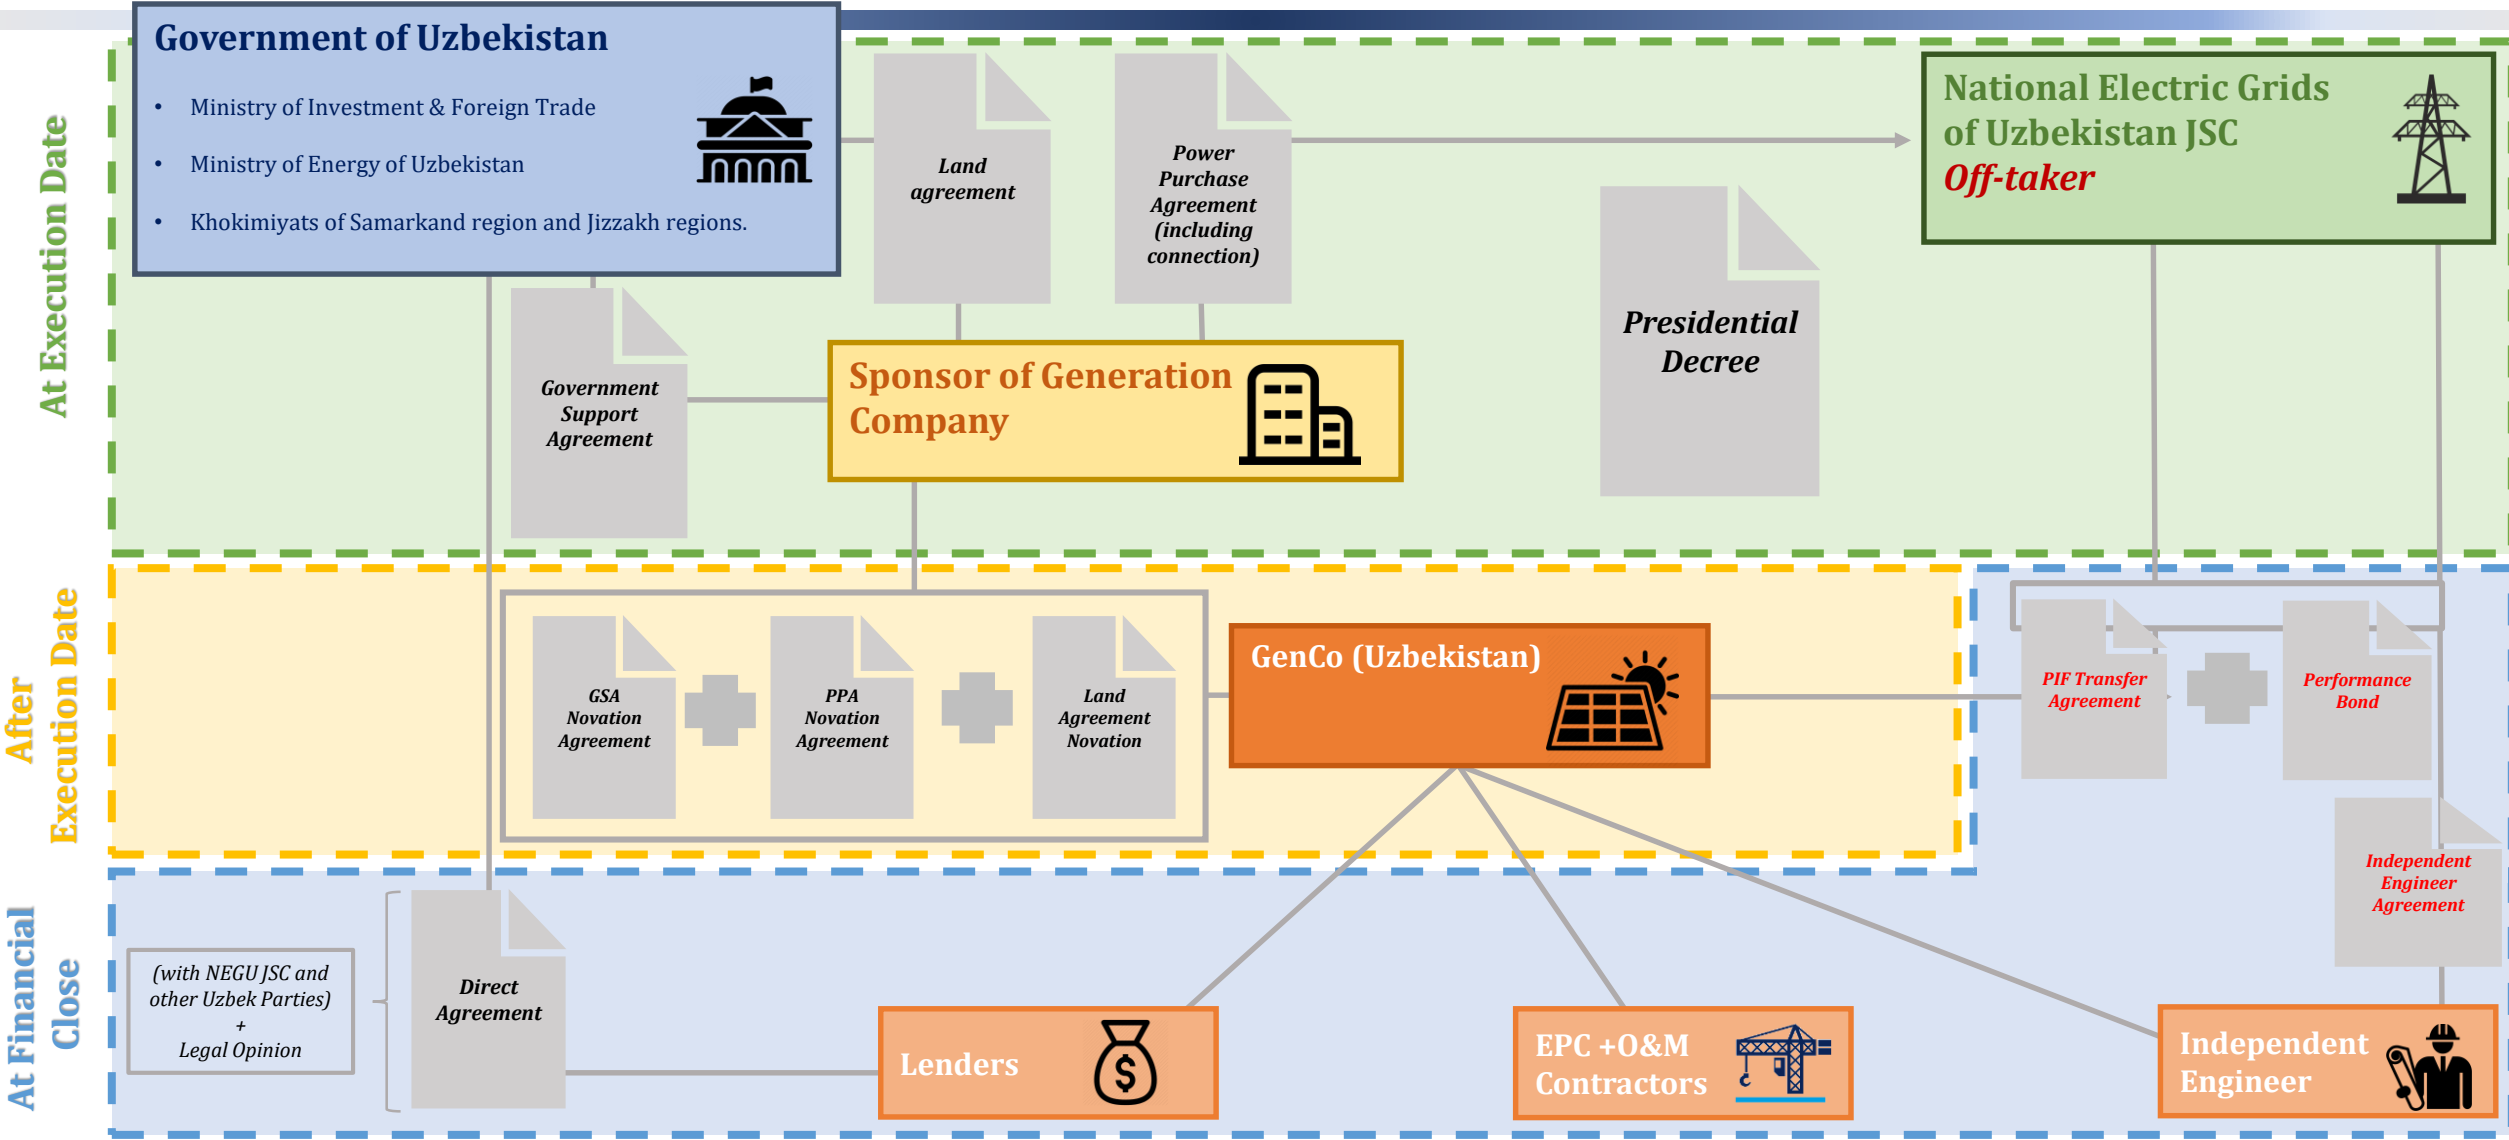 Government of Uzbekistan
• Ministry of Investment & Foreign Trade
• Ministry of Energy of Uzbekistan
• Khokimiyats of Samarkand region and Jizzakh regions.
Land
agreement
Power
Purchase
Agreement
(including
connection)
National Electric Grids
of Uzbekistan JSC
Off-taker
At Execution Date
Presidential
Decree
Government
Support
Agreement
Sponsor of Generation
Company
After
Execution Date
GSA
Novation
Agreement
PPA
Novation
Agreement
Land
Agreement
Novation
GenCo (Uzbekistan)
PIF Transfer
Agreement
Performance
Bond
Independent
Engineer
Agreement
At Financial
Close
(with NEGU JSC and
other Uzbek Parties)
+
Legal Opinion
Direct
Agreement
Lenders
$
EPC +O&M
Contractors
Independent
Engineer